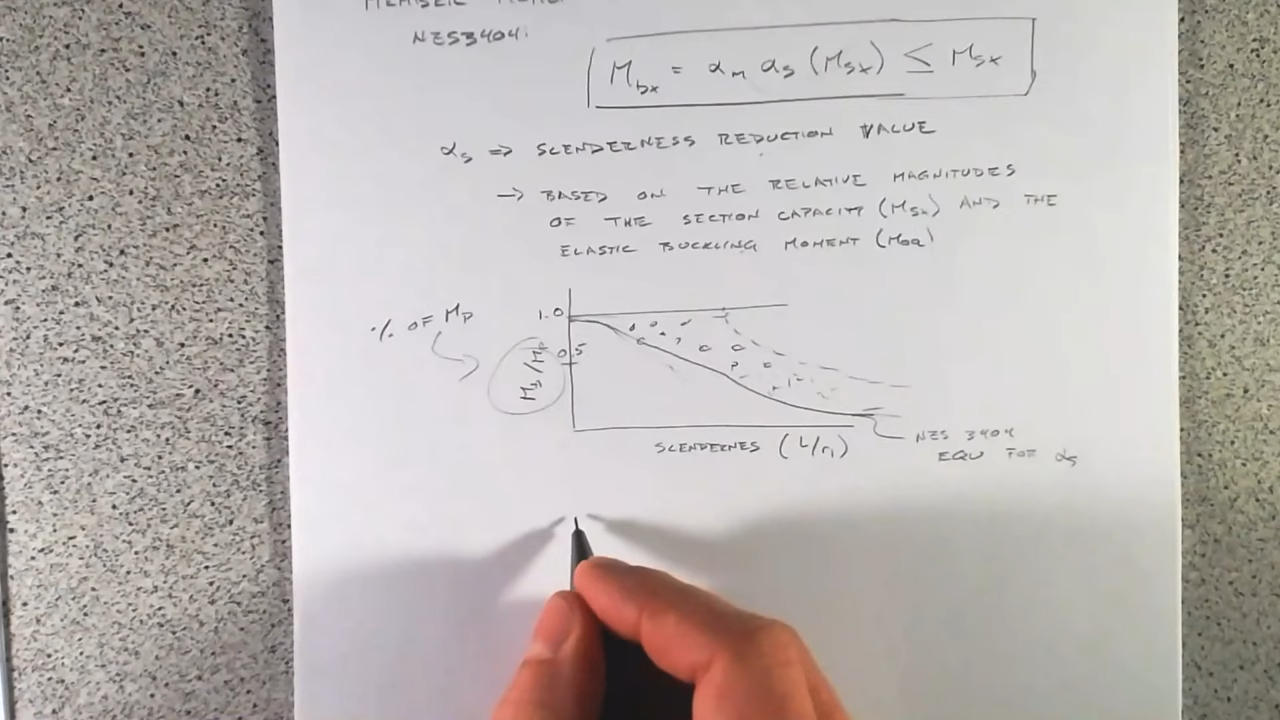 NZS3404:
Mbx = αm αs (Msx) ≤ Msx
αs ⇒ SLENDERNESS REDUCTION VALUE
→ BASED ON THE RELATIVE MAGNITUDES
OF THE SECTION CAPACITY (Msx) AND THE
ELASTIC BUCKLING MOMENT (Moa)
% OF Mp
1.0
0.5
SLENDERNES (L/r)
NZS 3404
EQU FOR αs